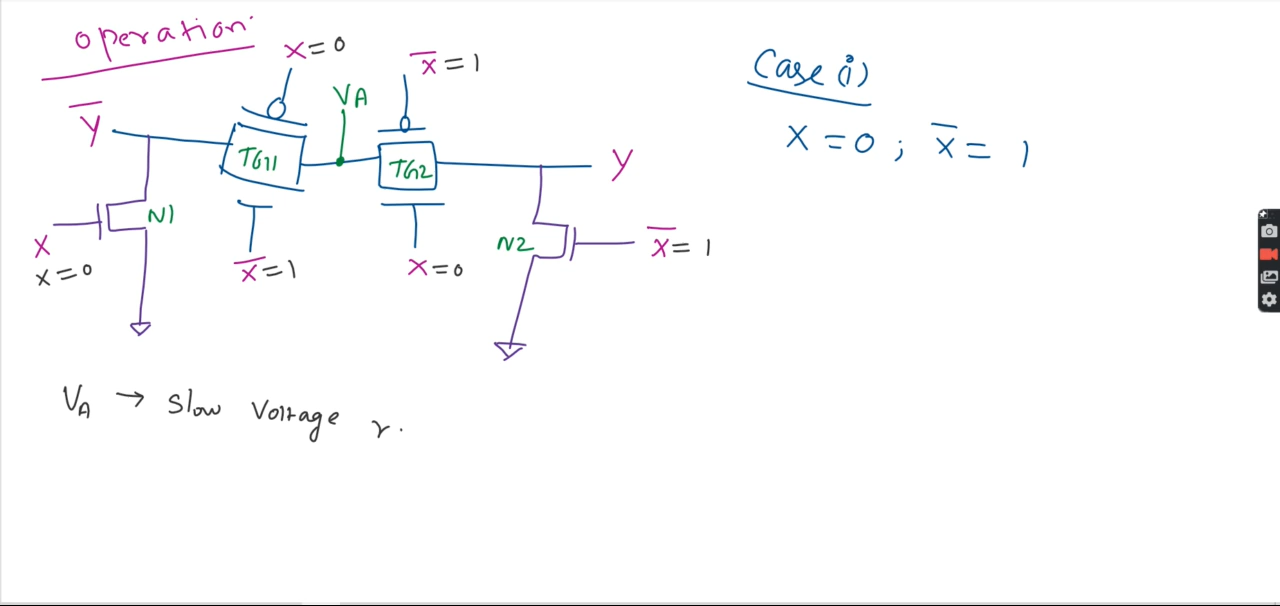 operation
x=0
x̅=1
Case (i)
VA
Y̅
X=0 ; x̅= 1
TG1
TG2
Y
N1
N2
X
x=0
x̅=1
x=0
x̅=1
VA → Slow Voltage r.